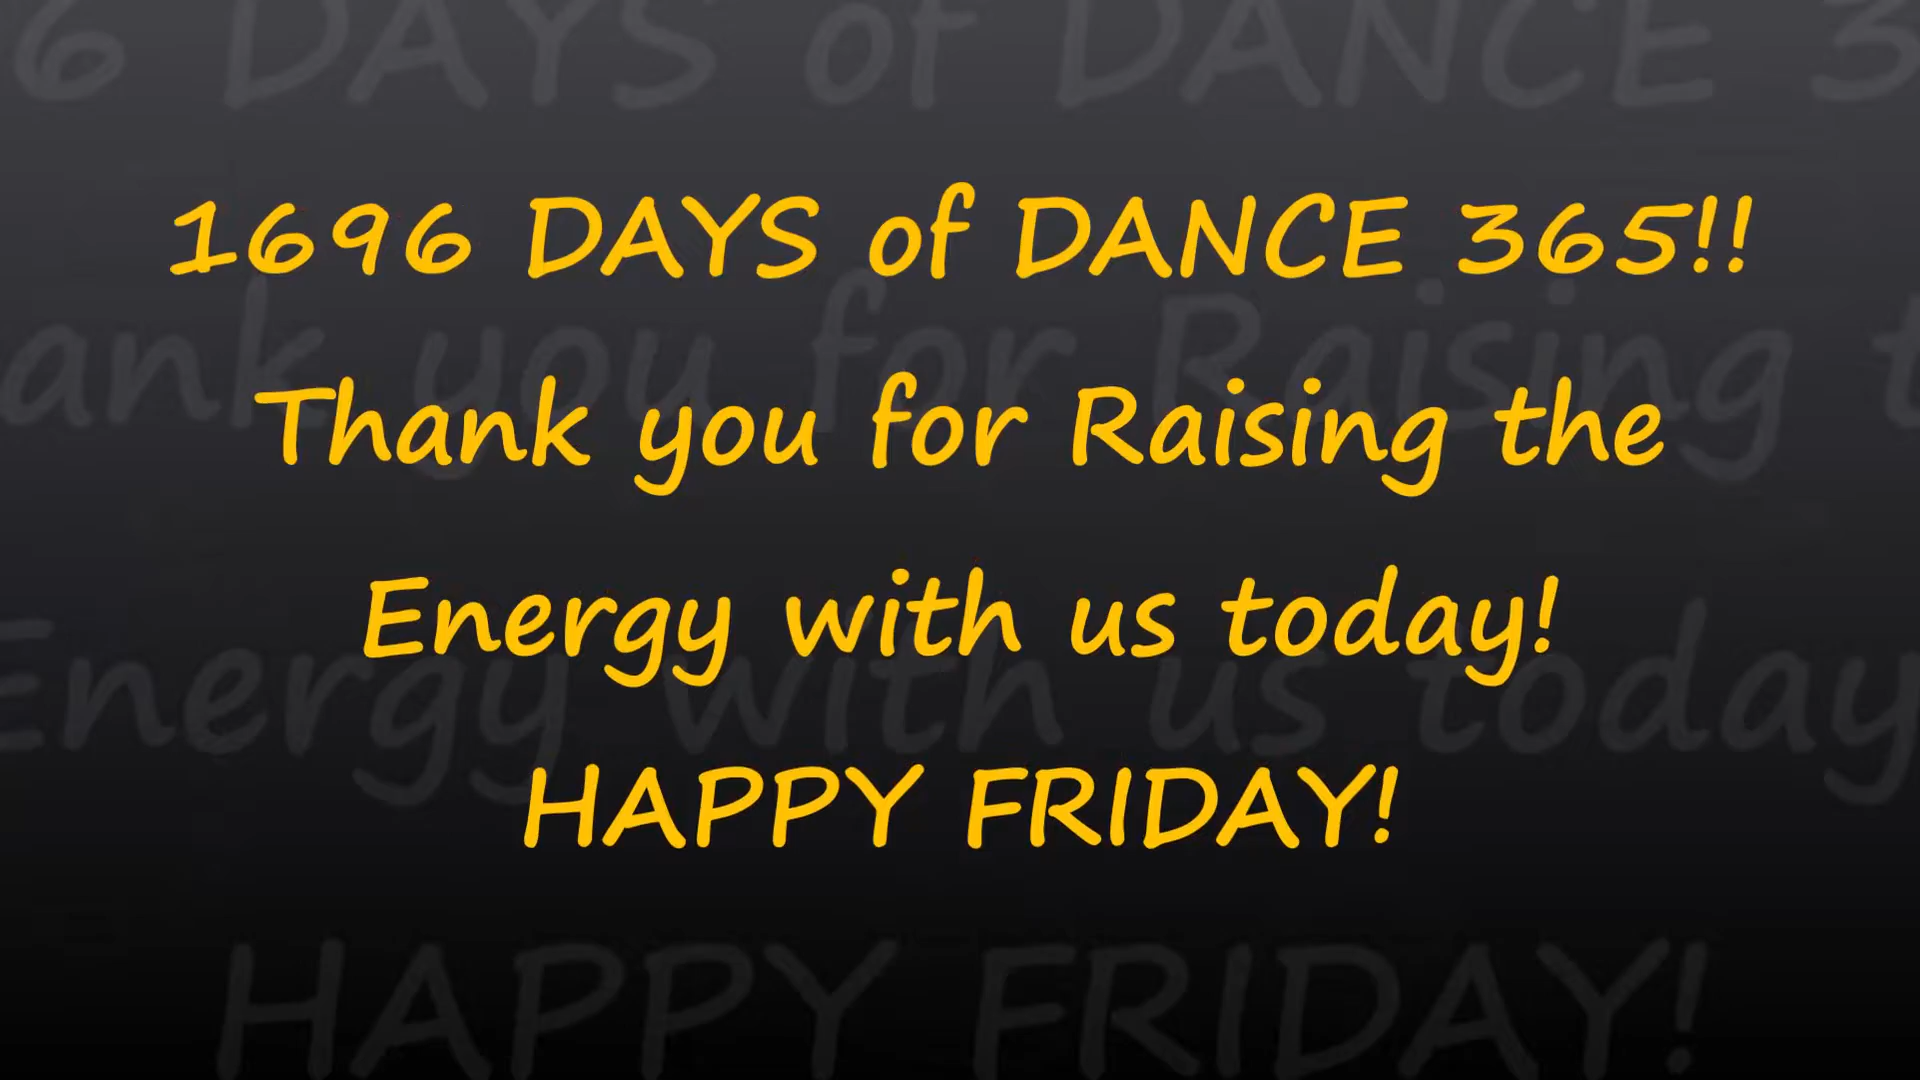 1696 DAYS of DANCE 365!!
Thank you for Raising the
Energy with us today!
HAPPY FRIDAY!